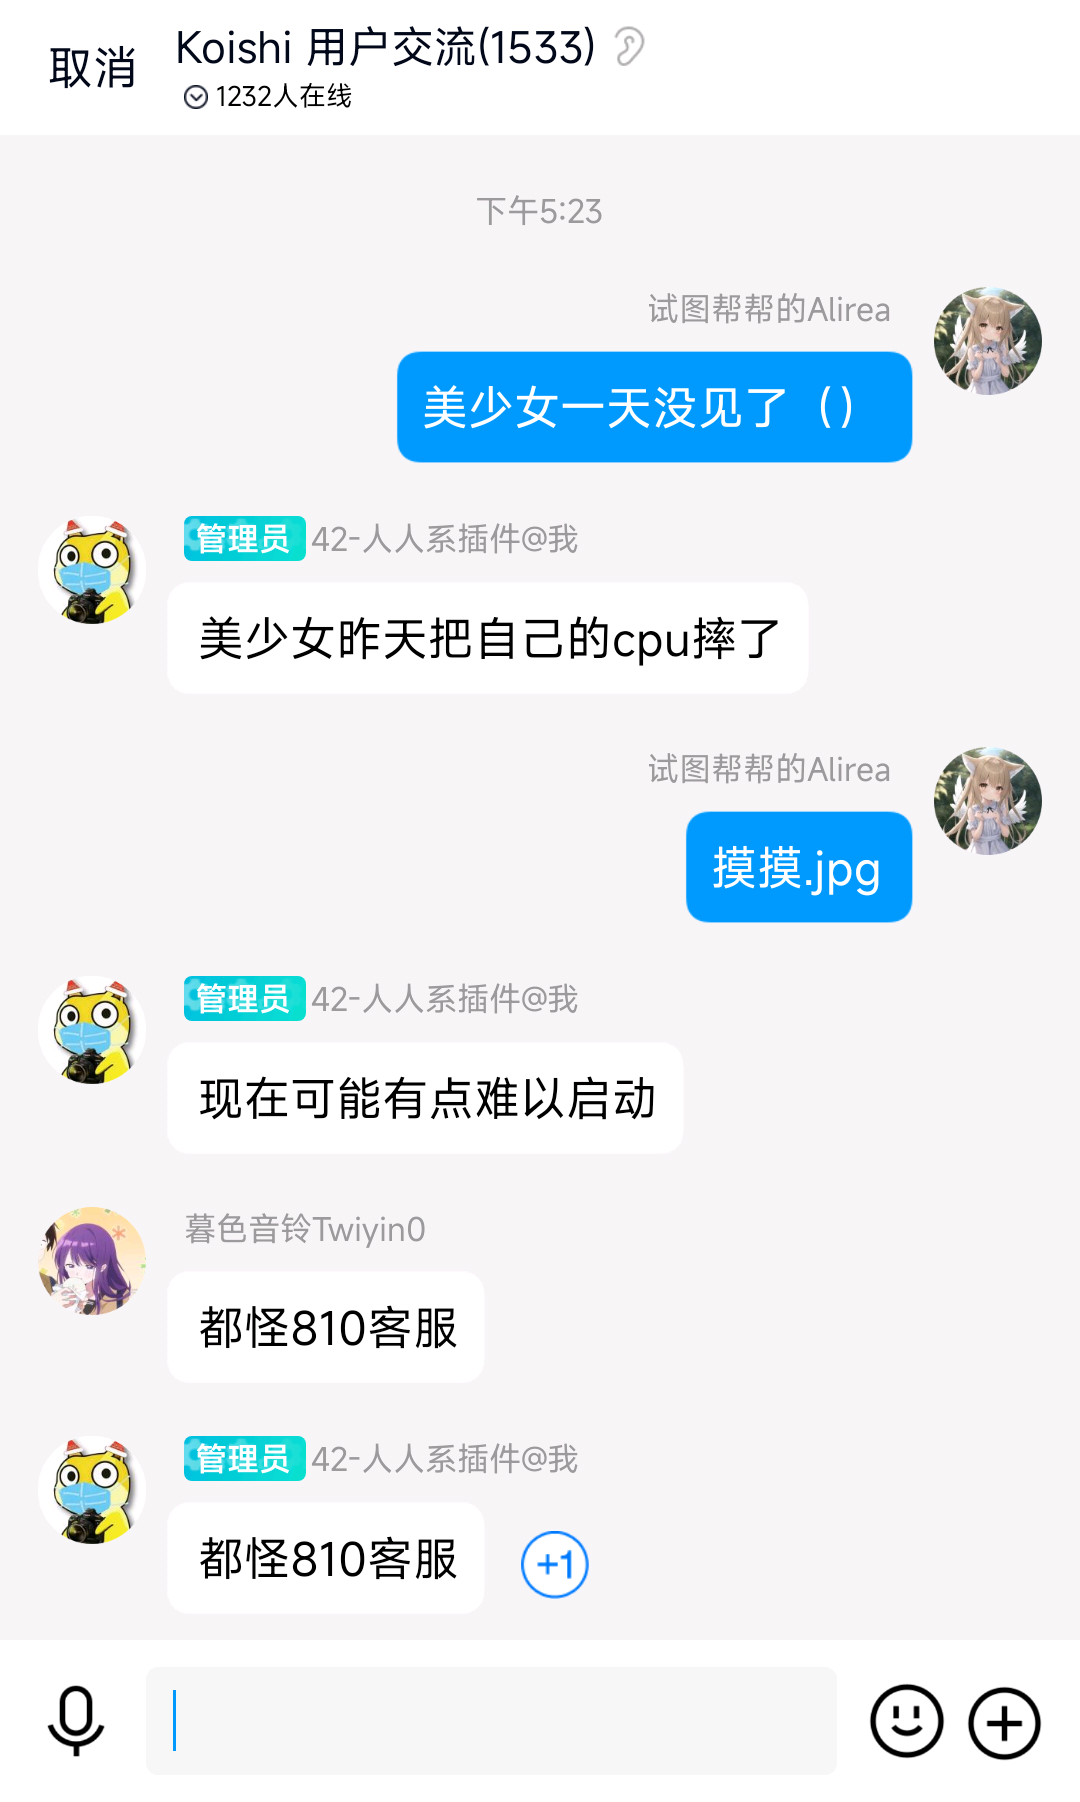 取消
Koishi 用户交流(1533)
1232人在线
下午5:23
试图帮帮的Alirea
美少女一天没见了（）
管理员 42-人人系插件@我
美少女昨天把自己的cpu摔了
试图帮帮的Alirea
摸摸.jpg
管理员 42-人人系插件@我
现在可能有点难以启动
暮色音铃Twiyin0
都怪810客服
管理员 42-人人系插件@我
都怪810客服
+1